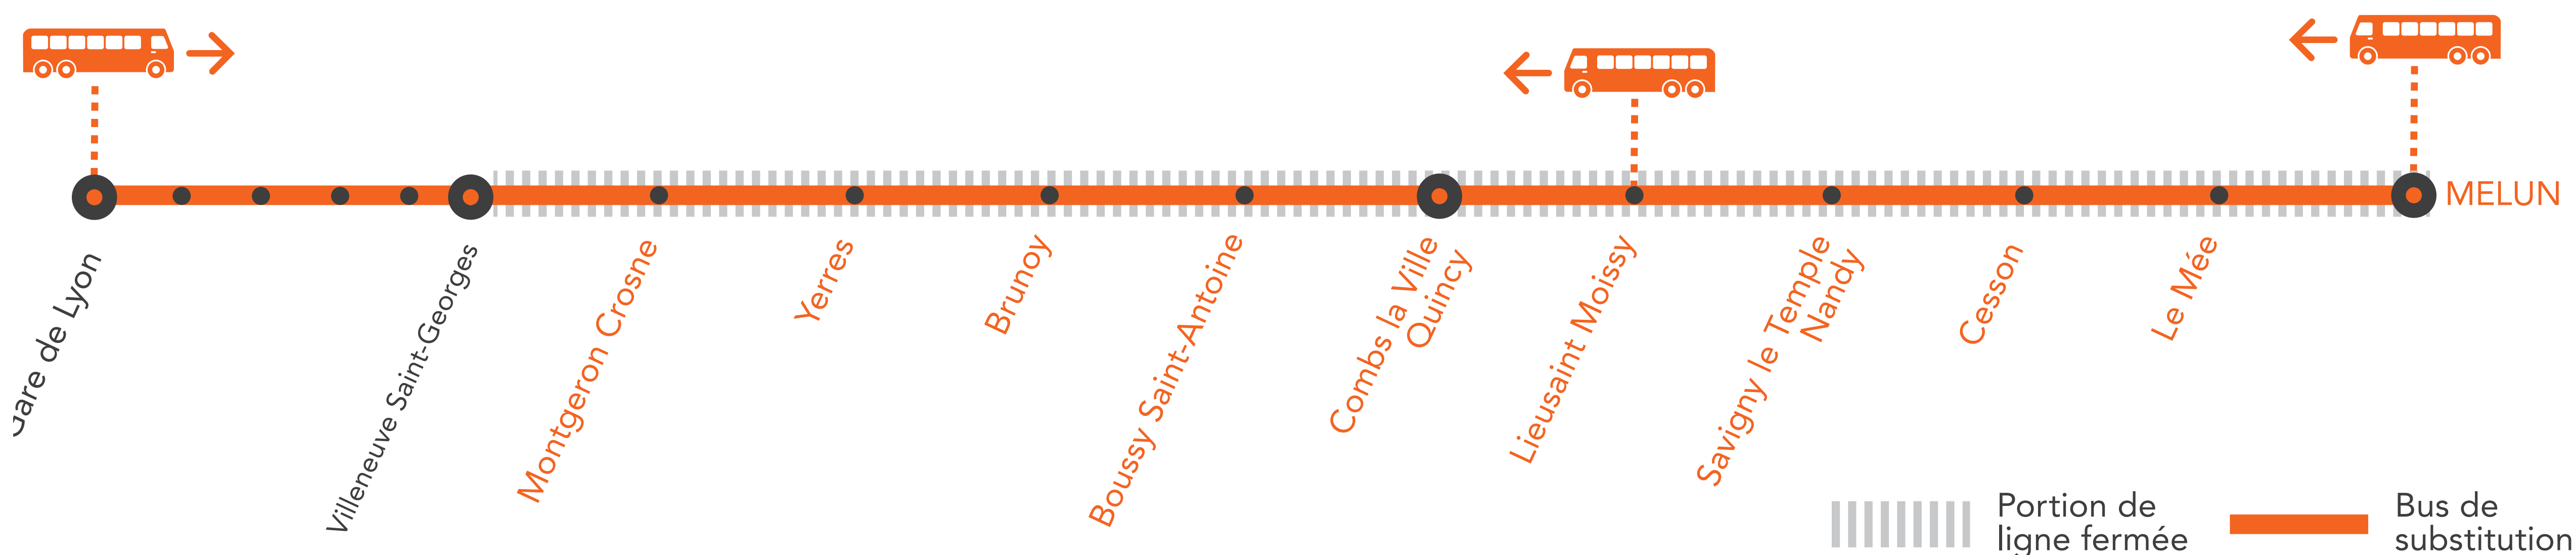 Gare de Lyon
Villeneuve Saint-Georges
Montgeron Crosne
Yerres
Brunoy
Boussy Saint-Antoine
Combs la Ville
Quincy
Lieusaint Moissy
Savigny le Temple
Nandy
Cesson
Le Mée
MELUN
Portion de
ligne fermée
Bus de
substitution